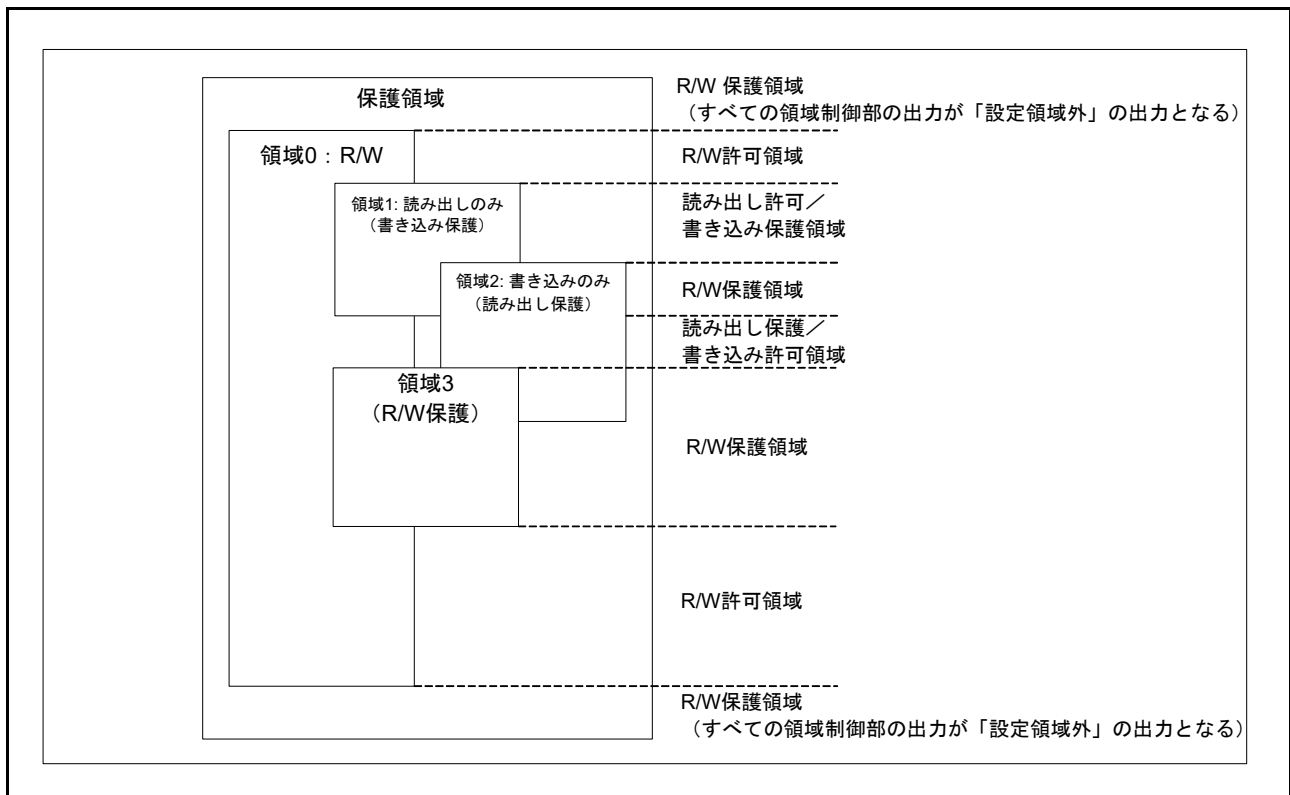 保護領域
領域0：R/W
領域1: 読み出しのみ
（書き込み保護）
領域2: 書き込みのみ
（読み出し保護）
領域3
（R/W保護）
R/W 保護領域
（すべての領域制御部の出力が「設定領域外」の出力となる）
R/W許可領域
読み出し許可／
書き込み保護領域
R/W保護領域
読み出し保護／
書き込み許可領域
R/W保護領域
R/W許可領域
R/W保護領域
（すべての領域制御部の出力が「設定領域外」の出力となる）